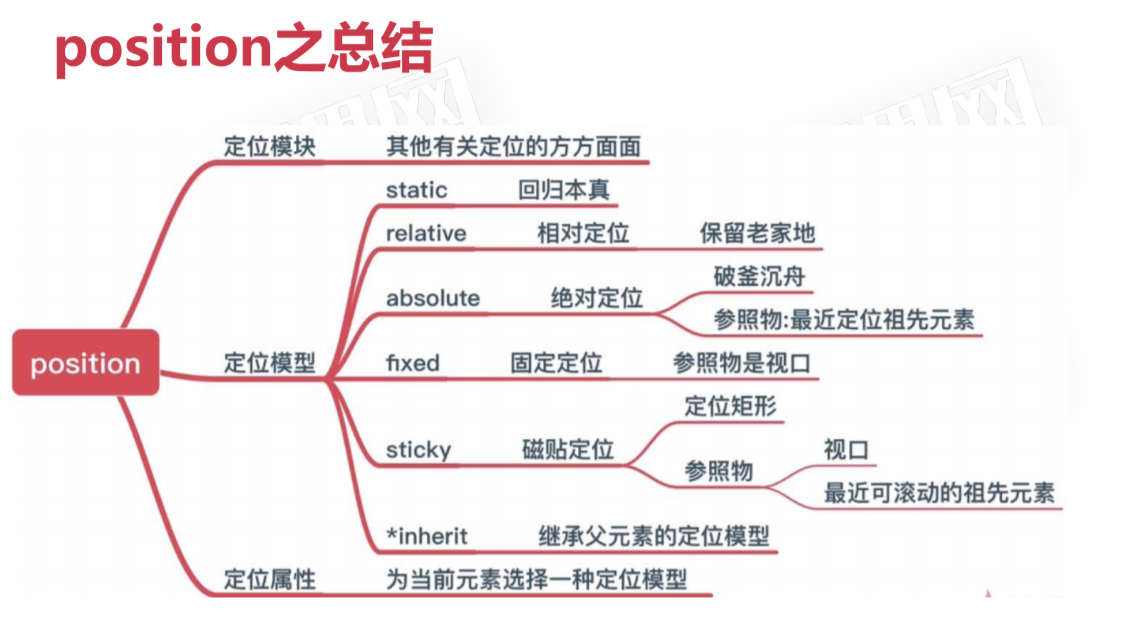 position之总结
定位模块 其他有关定位的方方面面
static 回归本真
relative 相对定位 保留老家地
破釜沉舟
absolute 绝对定位
参照物:最近定位祖先元素
position 定位模型 fixed 固定定位 参照物是视口
定位矩形
sticky 磁贴定位
视口
参照物
最近可滚动的祖先元素
*inherit 继承父元素的定位模型
定位属性 为当前元素选择一种定位模型